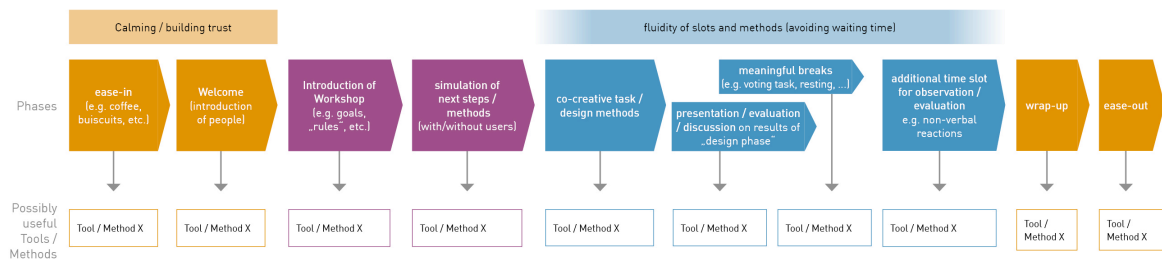 Calming / building trust
fluidity of slots and methods (avoiding waiting time)
Phases
ease-in
(e.g. coffee,
buiscuits, etc.)
Welcome
(introduction
of people)
Introduction of
Workshop
(e.g. goals,
„rules“, etc.)
simulation of
next steps /
methods
(with/without users)
co-creative task /
design methods
meaningful breaks
(e.g. voting task, resting, ...)
presentation / evaluation
/ discussion on results of
„design phase“
additional time slot
for observation /
evaluation
e.g. non-verbal
reactions
wrap-up
ease-out
Possibly
useful
Tools /
Methods
Tool / Method X
Tool / Method X
Tool / Method X
Tool / Method X
Tool / Method X
Tool / Method X
Tool / Method X
Tool / Method X
Tool /
Method X
Tool /
Method X